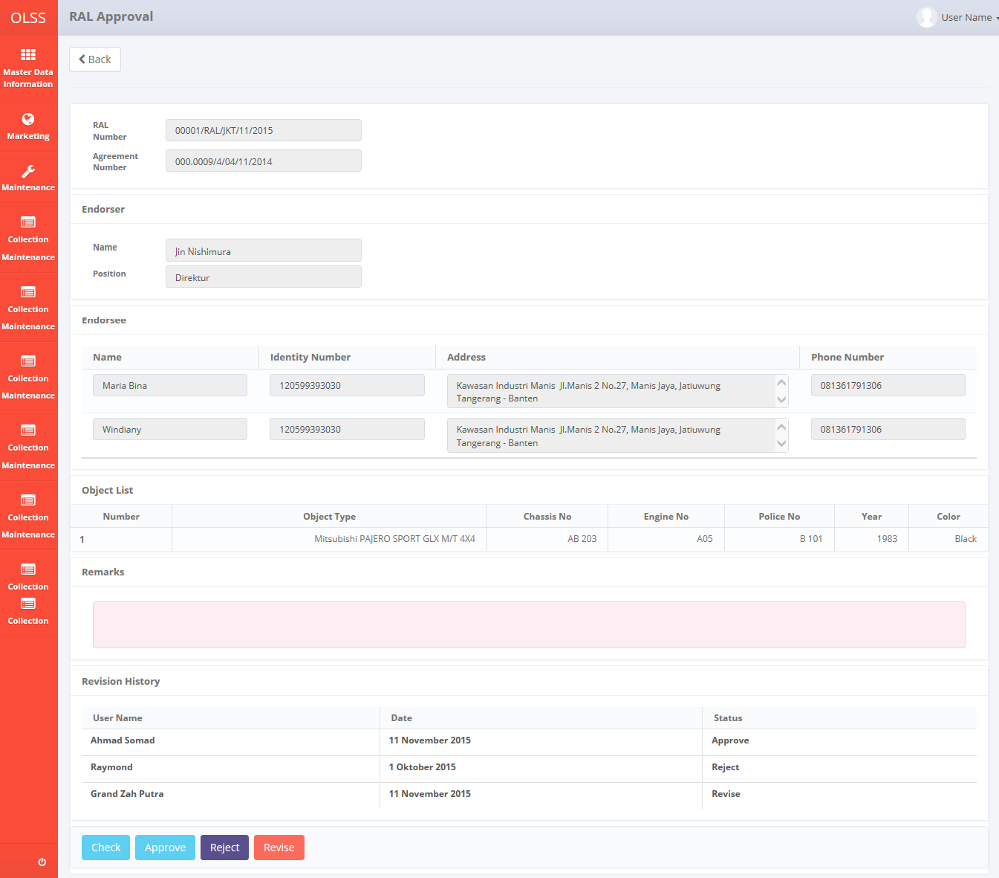 OLSS
RAL Approval
User Name
Master Data
Information
Marketing
Maintenance
Collection
Maintenance
Collection
Maintenance
Collection
Maintenance
Collection
Maintenance
Collection
Maintenance
Collection
Collection
Back
RAL
Number
00001/RAL/JKT/11/2015
Agreement
Number
000.0009/4/04/11/2014
Endorser
Name
Jin Nishimura
Position
Direktur
Endorsee
Name Identity Number Address Phone Number
Maria Bina 120599393030 Kawasan Industri Manis Jl.Manis 2 No.27, Manis Jaya, Jatiuwung 081361791306
Tangerang - Banten
Windiany 120599393030 Kawasan Industri Manis Jl.Manis 2 No.27, Manis Jaya, Jatiuwung 081361791306
Tangerang - Banten
Object List
Number Object Type Chassis No Engine No Police No Year Color
1 Mitsubishi PAJERO SPORT GLX M/T 4X4 AB 203 A05 B 101 1983 Black
Remarks
Revision History
User Name Date Status
Ahmad Somad 11 November 2015 Approve
Raymond 1 Oktober 2015 Reject
Grand Zah Putra 11 November 2015 Revise
Check Approve Reject Revise